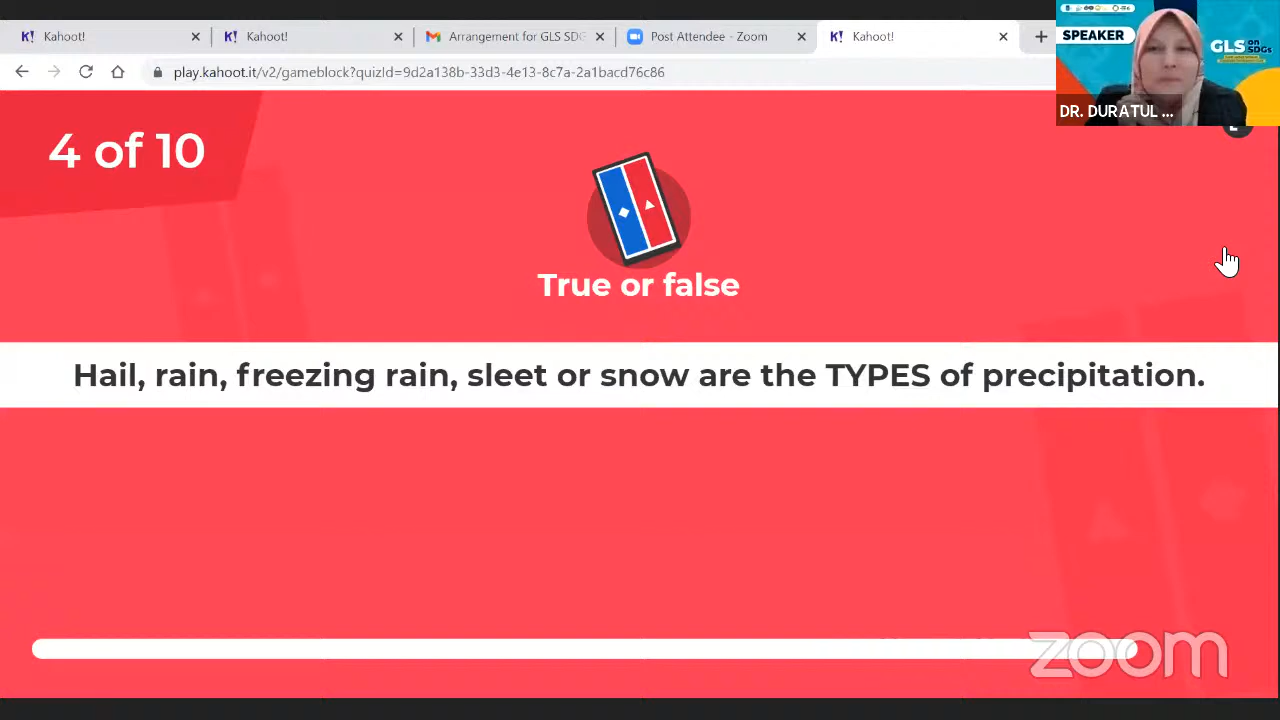 Kahoot!
Kahoot!
Arrangement for GLS SDG
Post Attendee - Zoom
Kahoot!
play.kahoot.it/v2/gameblock?quizId=9d2a138b-33d3-4e13-8c7a-2a1bacd76c86
SPEAKER
GLS on SDGs
DR. DURATUL ...
4 of 10
True or false
Hail, rain, freezing rain, sleet or snow are the TYPES of precipitation.
zoom